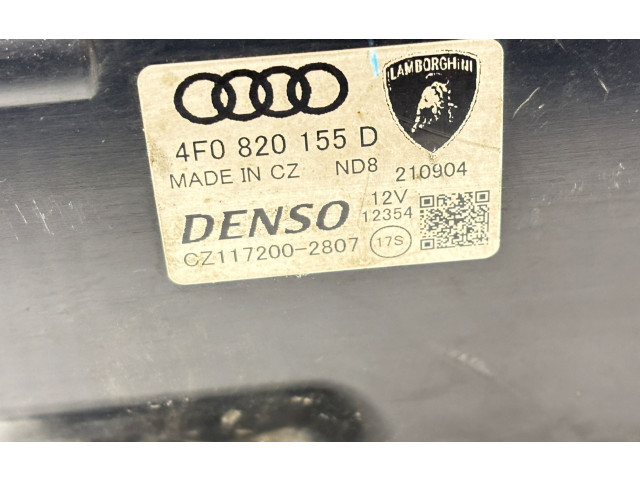 LAMBORGHINI
4F0 820 155 D
MADE IN CZ ND8 210904
DENSO 12V
12354
CZ117200-2807 17S